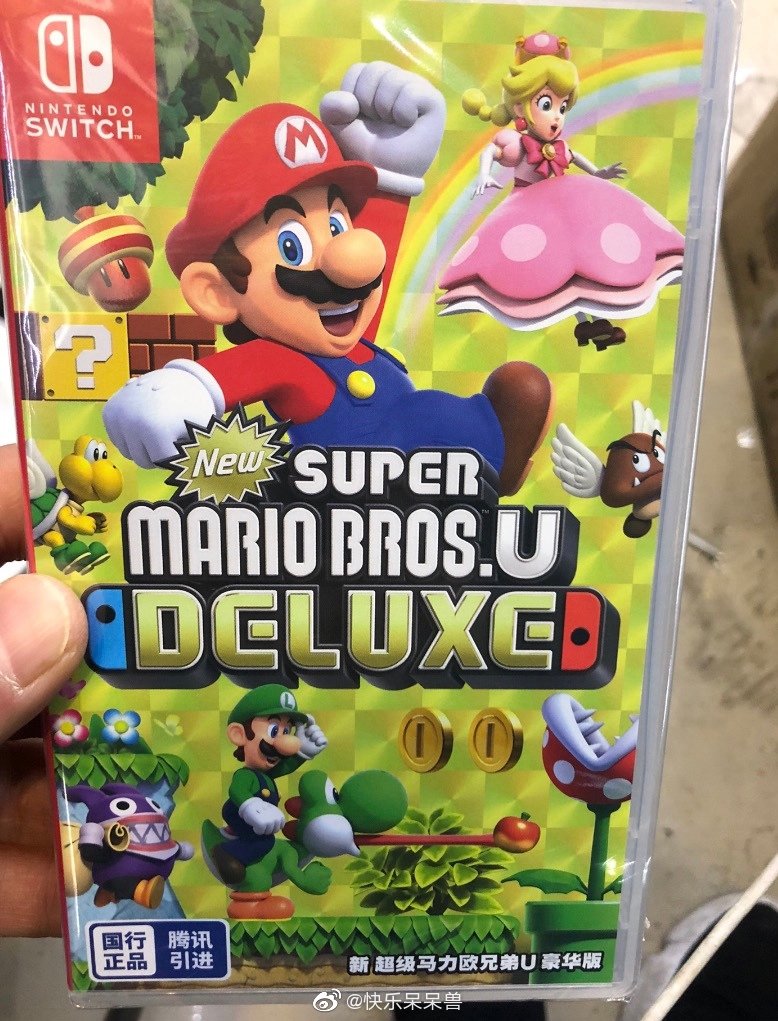 NINTENDO
SWITCH™
M
?
New SUPER
MARIO BROS.U
DELUXE
L
国行
正品
腾讯
引进
新 超级马力欧兄弟U 豪华版
@快乐呆呆兽